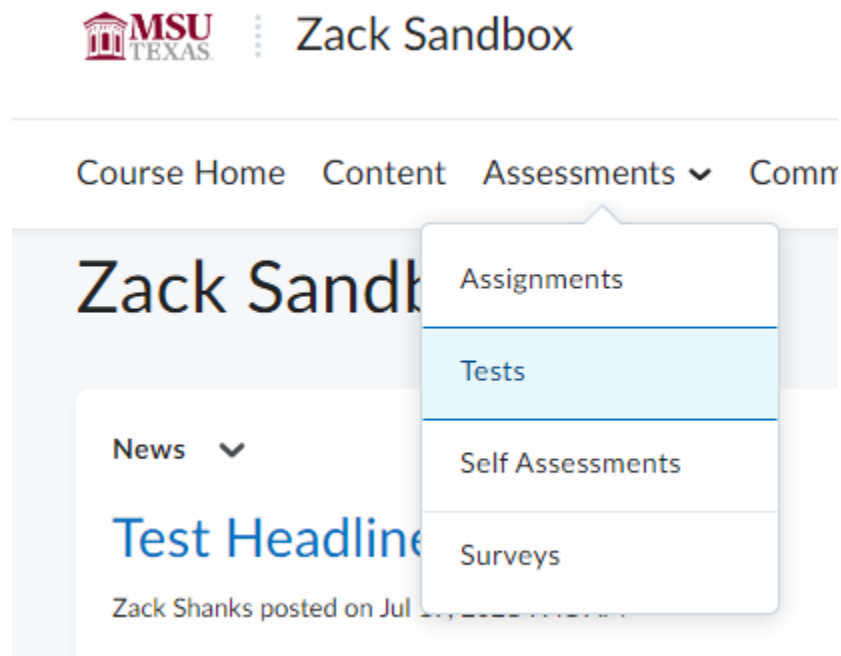 MSU
TEXAS
Zack Sandbox
Course Home Content Assessments Comm
Zack Sandb
Assignments
Tests
Self Assessments
Surveys
News
Test Headline
Zack Shanks posted on Jul